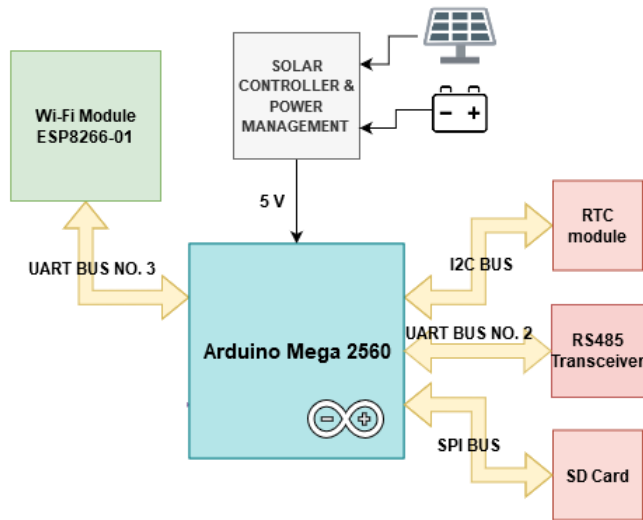 Wi-Fi Module
ESP8266-01
SOLAR
CONTROLLER &
POWER
MANAGEMENT
5 V
UART BUS NO. 3
Arduino Mega 2560
I2C BUS
RTC
module
UART BUS NO. 2
RS485
Transceiver
SPI BUS
SD Card